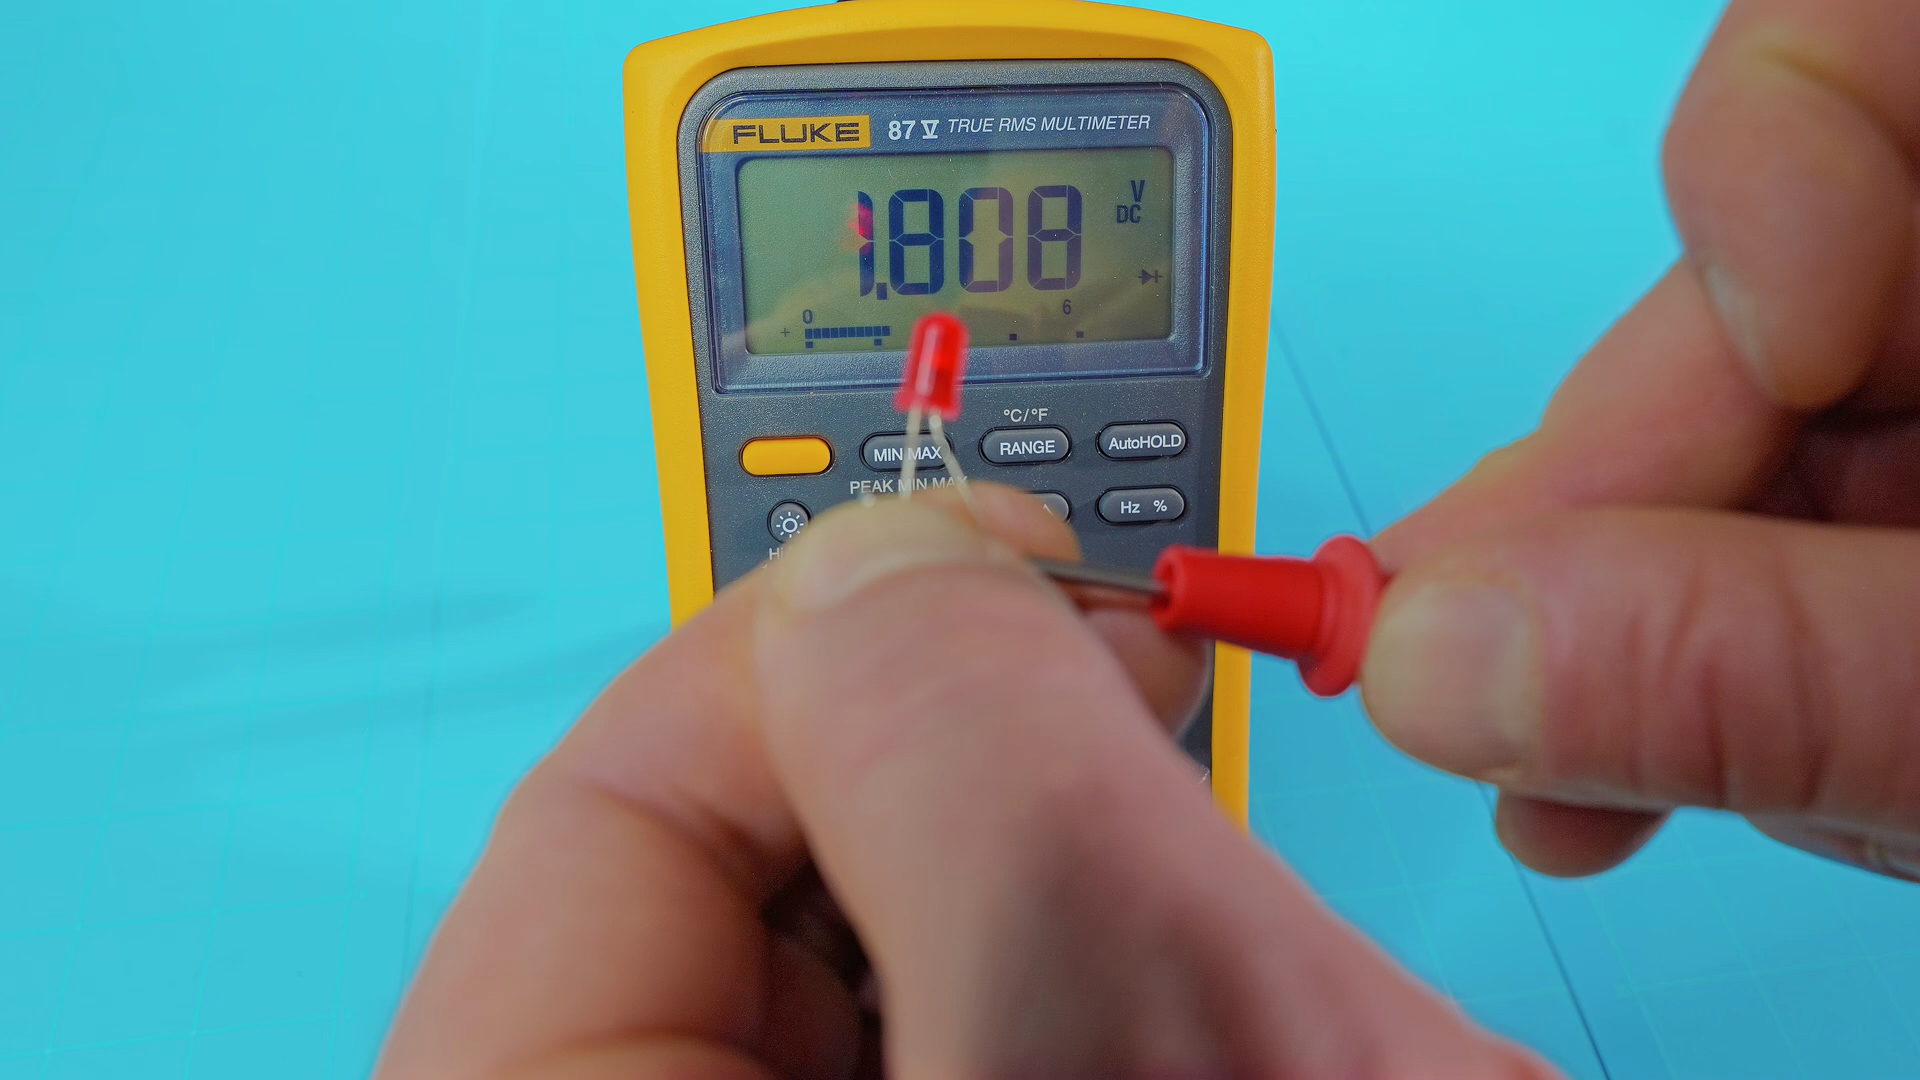 FLUKE 87 V TRUE RMS MULTIMETER
1.808 V
DC
0 6
+
°C/°F
MIN MAX RANGE AutoHOLD
PEAK MIN MAX
Hz %